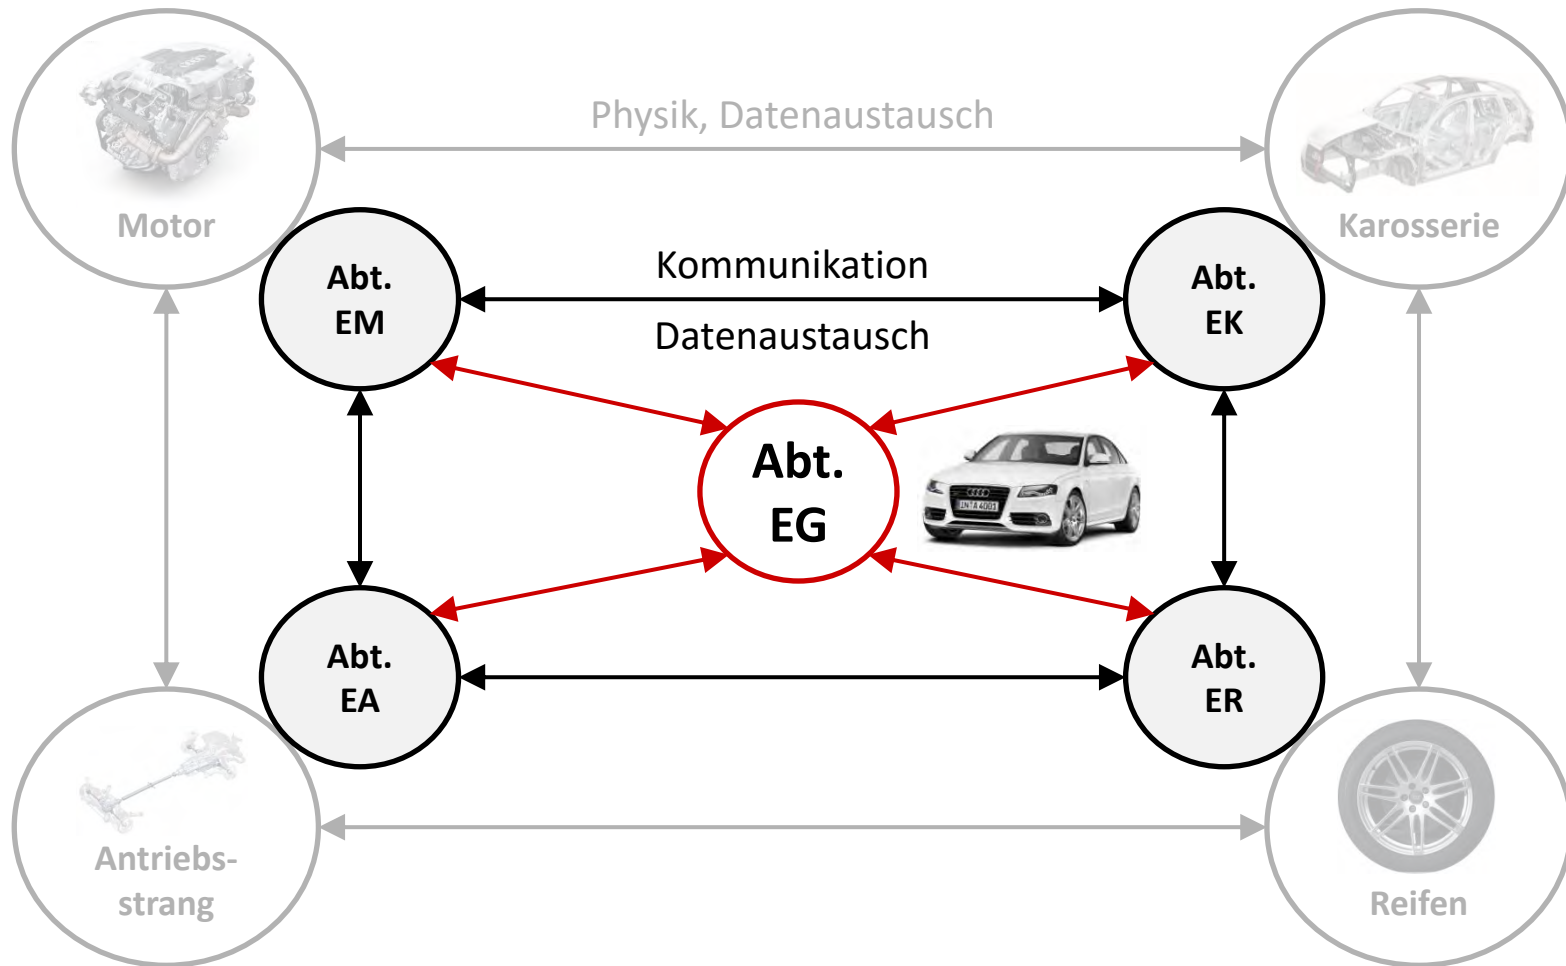 Physik, Datenaustausch
Motor
Karosserie
Abt.
EM
Kommunikation
Datenaustausch
Abt.
EK
Abt.
EG
Abt.
EA
Abt.
ER
Antriebs-
strang
Reifen